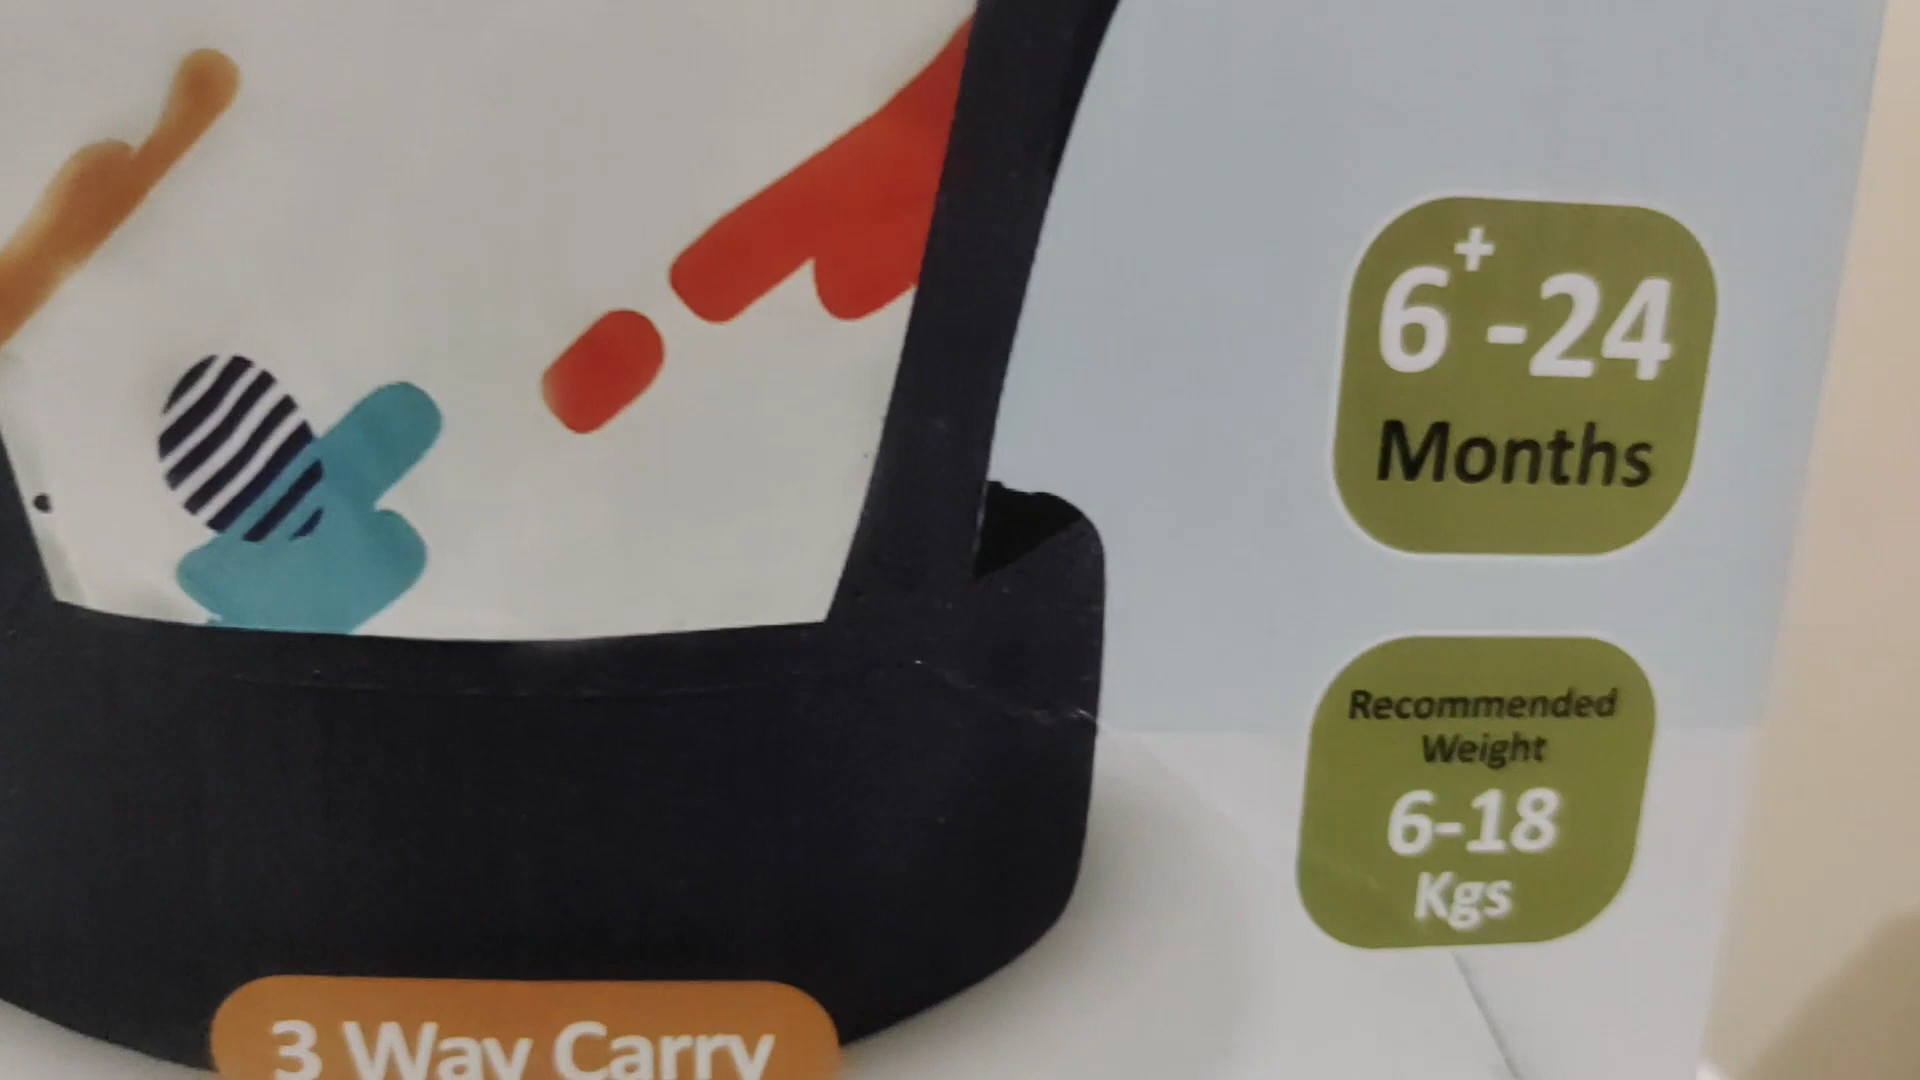 6+-24
Months
Recommended
Weight
6-18
Kgs
3 Way Carry